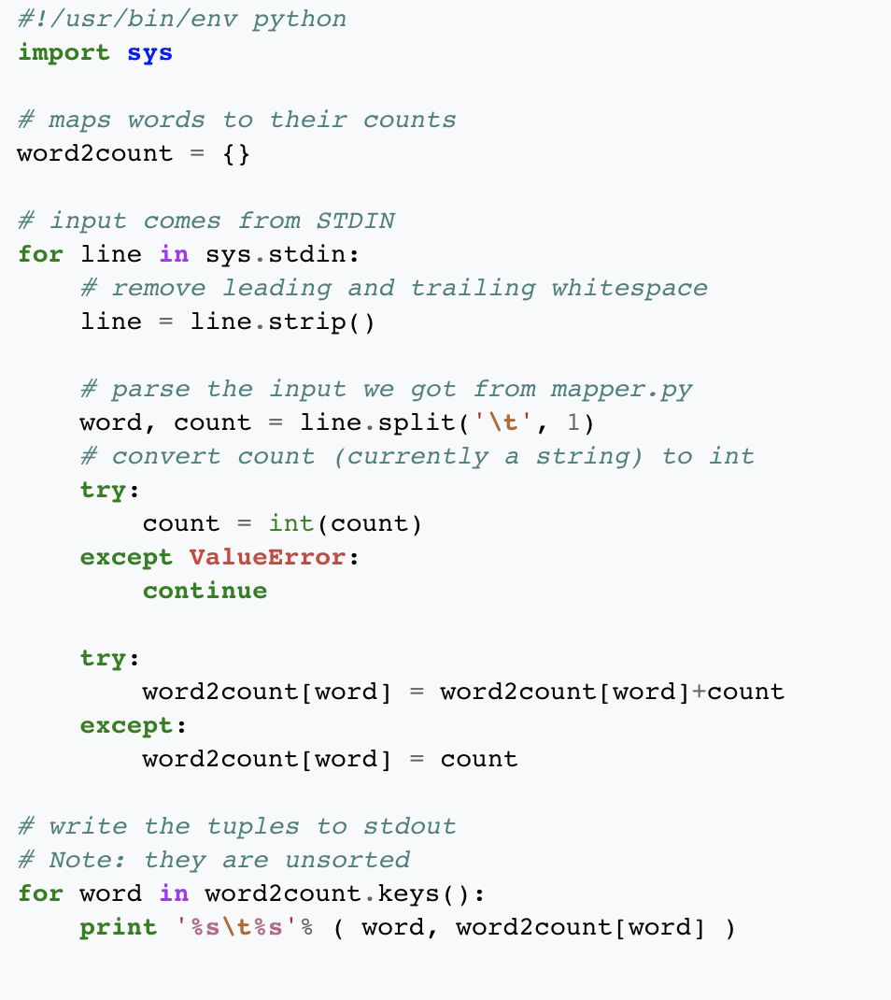 #!/usr/bin/env python
import sys

# maps words to their counts
word2count = {}

# input comes from STDIN
for line in sys.stdin:
    # remove leading and trailing whitespace
    line = line.strip()

    # parse the input we got from mapper.py
    word, count = line.split('\t', 1)
    # convert count (currently a string) to int
    try:
        count = int(count)
    except ValueError:
        continue

    try:
        word2count[word] = word2count[word]+count
    except:
        word2count[word] = count

# write the tuples to stdout
# Note: they are unsorted
for word in word2count.keys():
    print '%s\t%s'% ( word, word2count[word] )